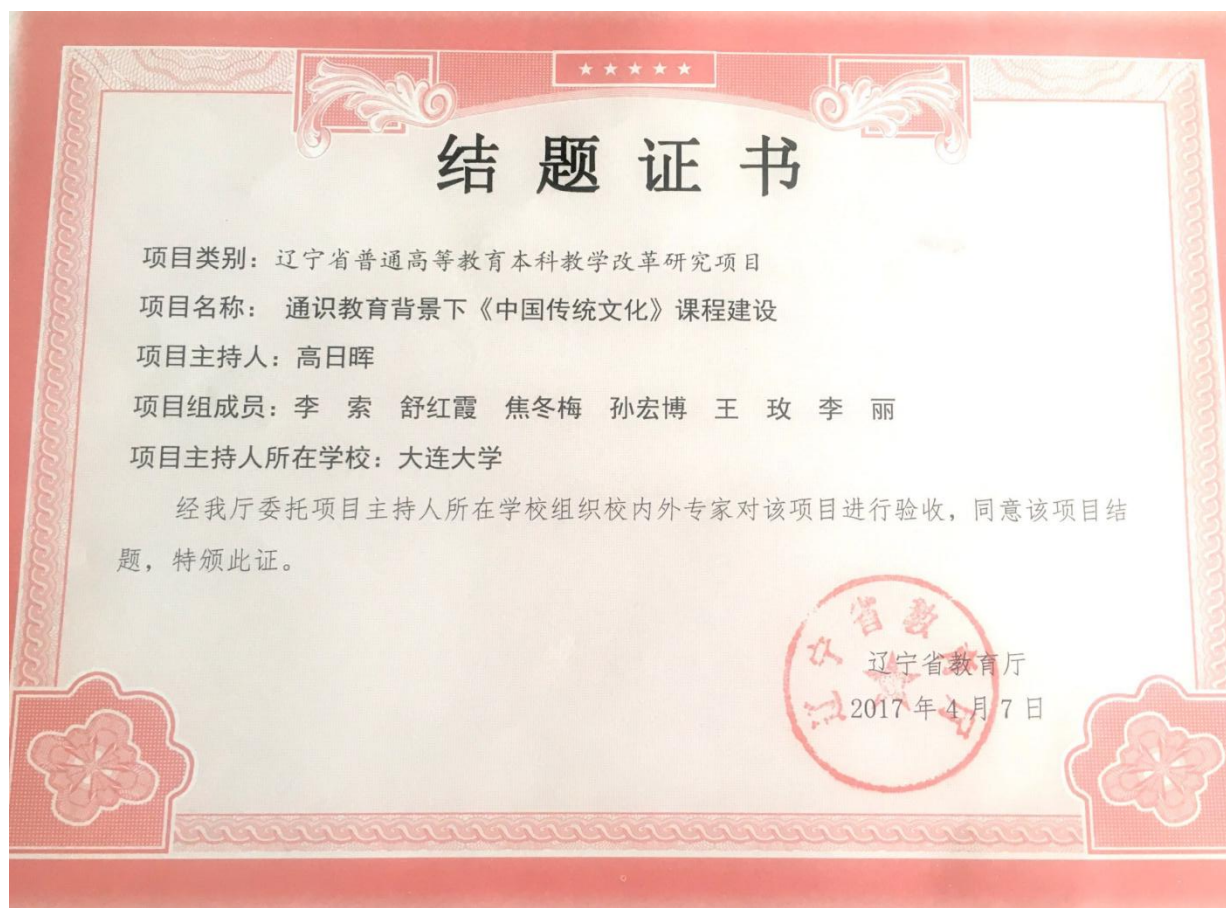 结题证书
项目类别：辽宁省普通高等教育本科教学改革研究项目
项目名称： 通识教育背景下《中国传统文化》课程建设
项目主持人：高日晖
项目组成员：李 索 舒红霞 焦冬梅 孙宏博 王 玫 李 丽
项目主持人所在学校：大连大学
经我厅委托项目主持人所在学校组织校内外专家对该项目进行验收，同意该项目结
题，特颁此证。
辽宁省教育厅
辽宁省教育厅
2017 年 4 月 7 日